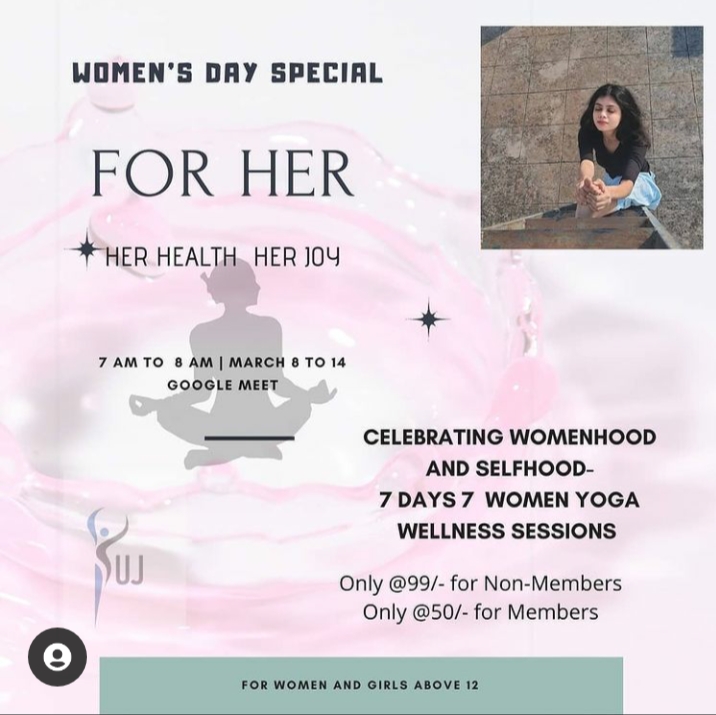 WOMEN'S DAY SPECIAL
FOR HER
HER HEALTH HER JOY
7 AM TO 8 AM | MARCH 8 TO 14
GOOGLE MEET
CELEBRATING WOMENHOOD
AND SELFHOOD-
7 DAYS 7 WOMEN YOGA
WELLNESS SESSIONS
UJ
Only @99/- for Non-Members
Only @50/- for Members
FOR WOMEN AND GIRLS ABOVE 12